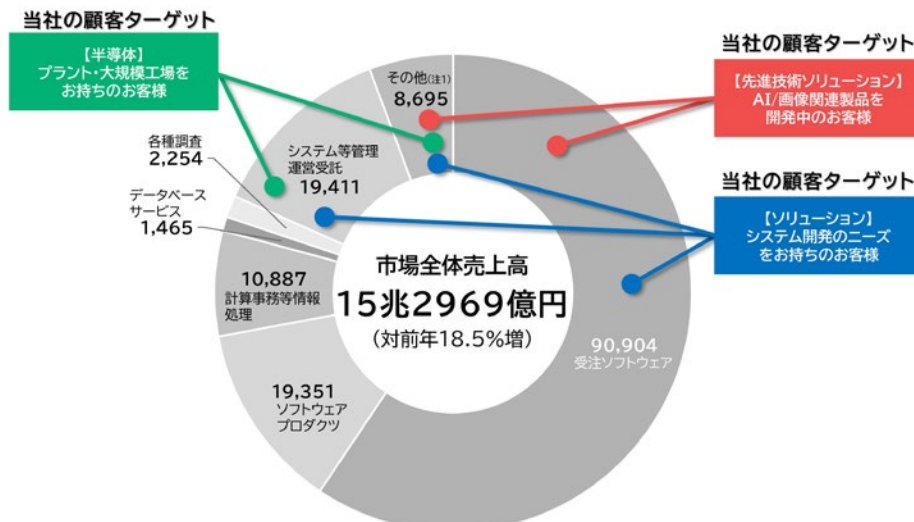 当社の顧客ターゲット
【半導体】
プラント・大規模工場を
お持ちのお客様
当社の顧客ターゲット
【先進技術ソリューション】
AI/画像関連製品を
開発中のお客様
当社の顧客ターゲット
【ソリューション】
システム開発のニーズ
をお持ちのお客様
その他(注1)
8,695
システム等管理
運営受託
19,411
各種調査
2,254
データベース
サービス
1,465
10,887
計算事務等情報
処理
19,351
ソフトウェア
プロダクツ
90,904
受注ソフトウェア
市場全体売上高
15兆2969億円
(対前年18.5%増)